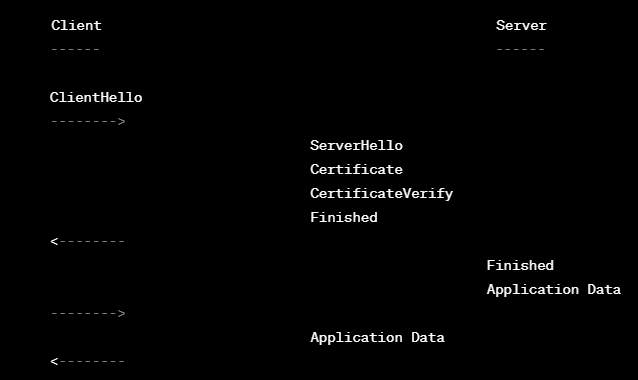 Client Server
------ ------
ClientHello
-------->
ServerHello
Certificate
CertificateVerify
Finished
<--------
Finished
Application Data
-------->
Application Data
<--------